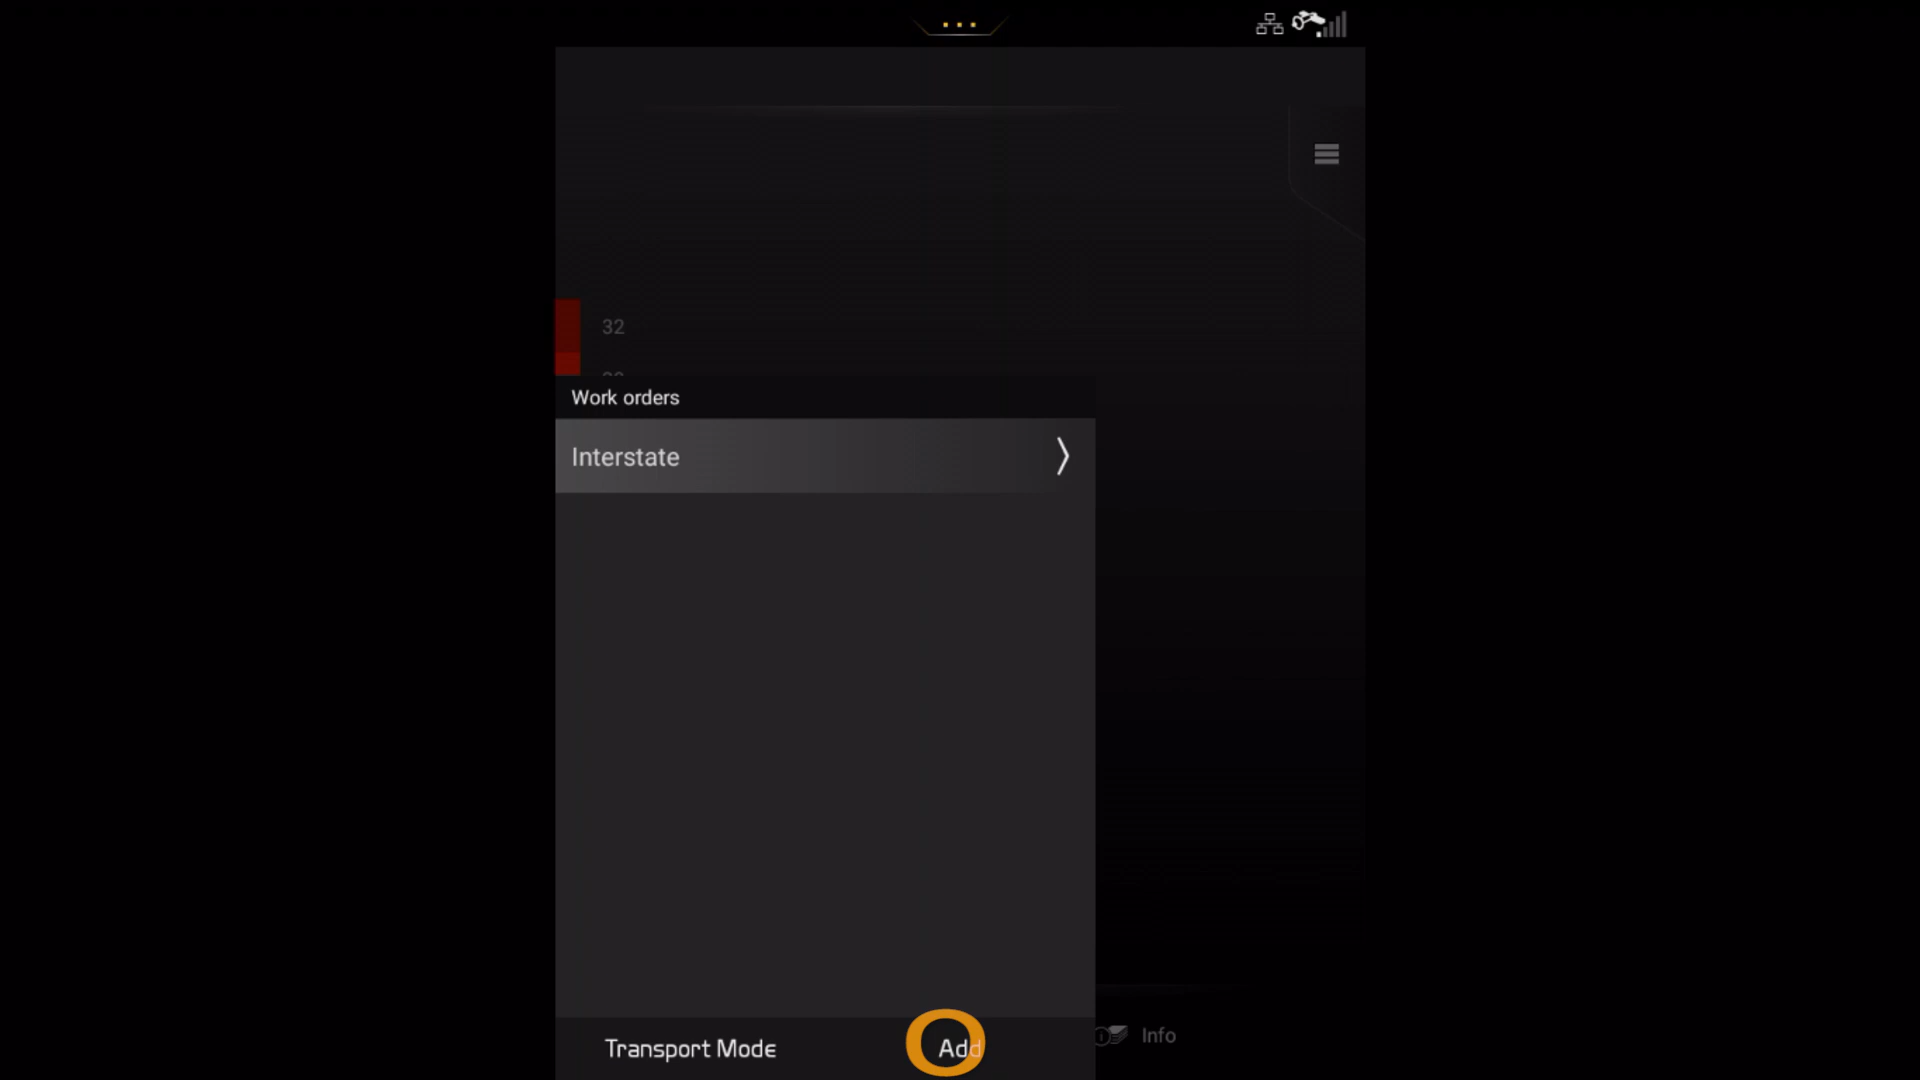 32
Work orders
Interstate
Transport Mode
Add
Info